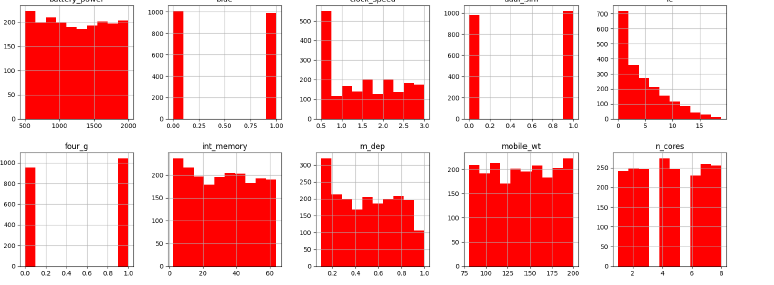 battery_power blue clock_speed dual_sim fc
200 1000 500 1000 700
150 800 400 800 600
100 600 300 600 500
50 400 200 400 400
0 200 100 200 300
0 0 0 200
100
0
500 1000 1500 2000 0.00 0.25 0.50 0.75 1.00 0.5 1.0 1.5 2.0 2.5 3.0 0.0 0.2 0.4 0.6 0.8 1.0 0 5 10 15
four_g int_memory m_dep mobile_wt n_cores
1000 200 300 200 250
800 150 250 150 200
600 100 200 100 150
400 50 150 50 100
200 0 100 0 50
0 50 0
0
0.0 0.2 0.4 0.6 0.8 1.0 0 20 40 60 0.2 0.4 0.6 0.8 1.0 75 100 125 150 175 200 2 4 6 8